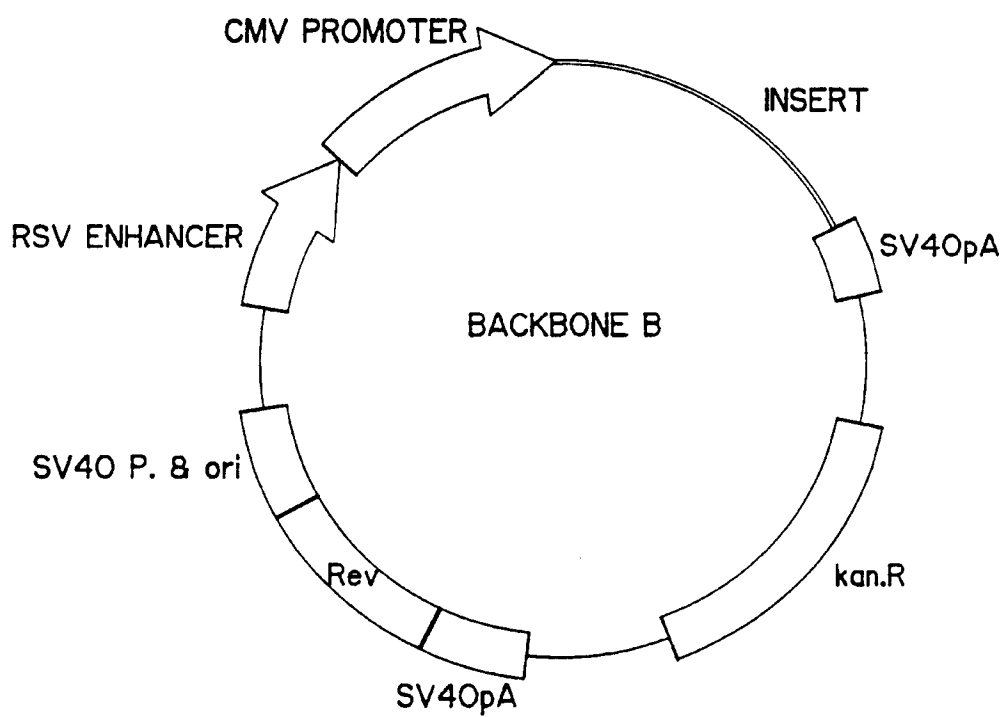 CMV PROMOTER
INSERT
RSV ENHANCER
SV40pA
BACKBONE B
SV40 P. & ori
Rev
kan.R
SV40pA